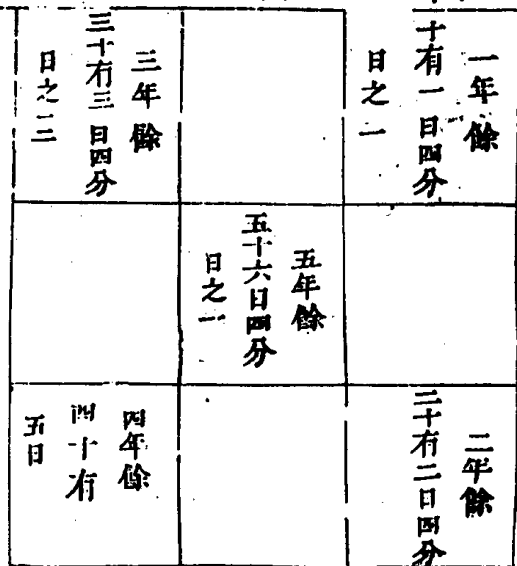 一年餘
十有一日四分
日之一
三年餘
三十有三日四分
日之三
五年餘
五十六日四分
日之一
二年餘
二十有二日四分
四年餘
四十有
五日